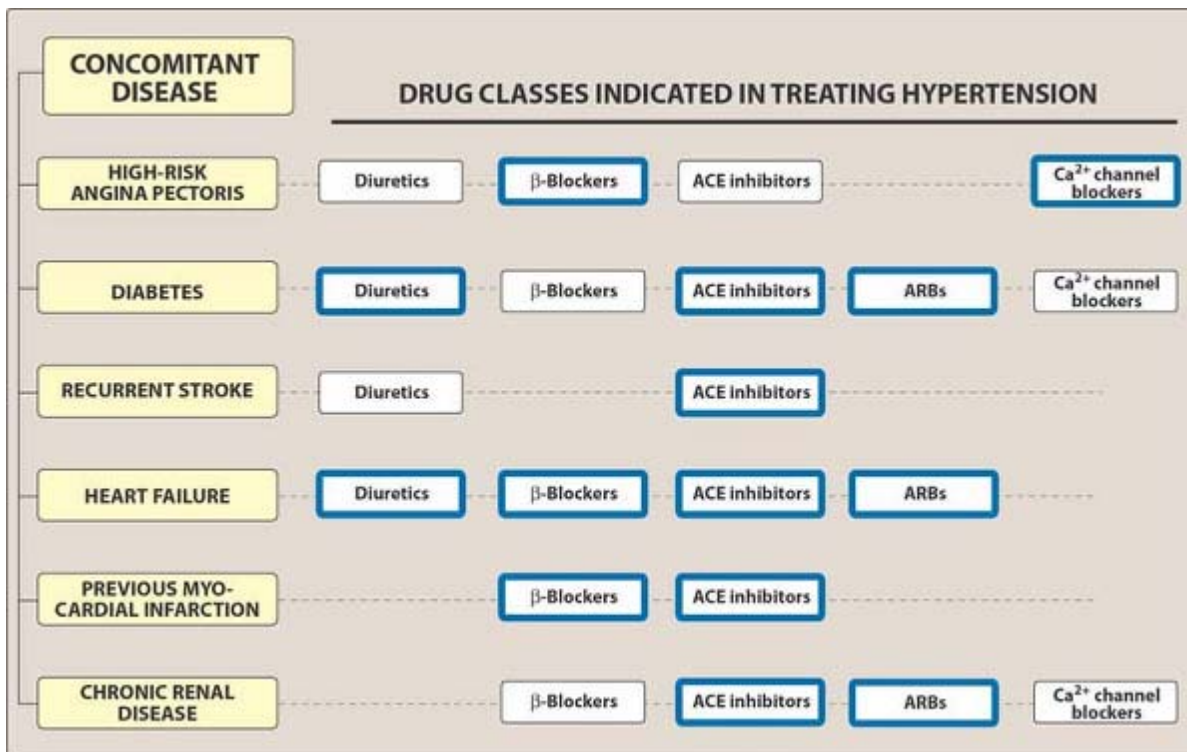 CONCOMITANT
DISEASE
DRUG CLASSES INDICATED IN TREATING HYPERTENSION
HIGH-RISK
ANGINA PECTORIS
Diuretics
β-Blockers
ACE inhibitors
Ca²⁺ channel
blockers
DIABETES
Diuretics
β-Blockers
ACE inhibitors
ARBs
Ca²⁺ channel
blockers
RECURRENT STROKE
Diuretics
ACE inhibitors
HEART FAILURE
Diuretics
β-Blockers
ACE inhibitors
ARBs
PREVIOUS MYO-
CARDIAL INFARCTION
β-Blockers
ACE inhibitors
CHRONIC RENAL
DISEASE
β-Blockers
ACE inhibitors
ARBs
Ca²⁺ channel
blockers